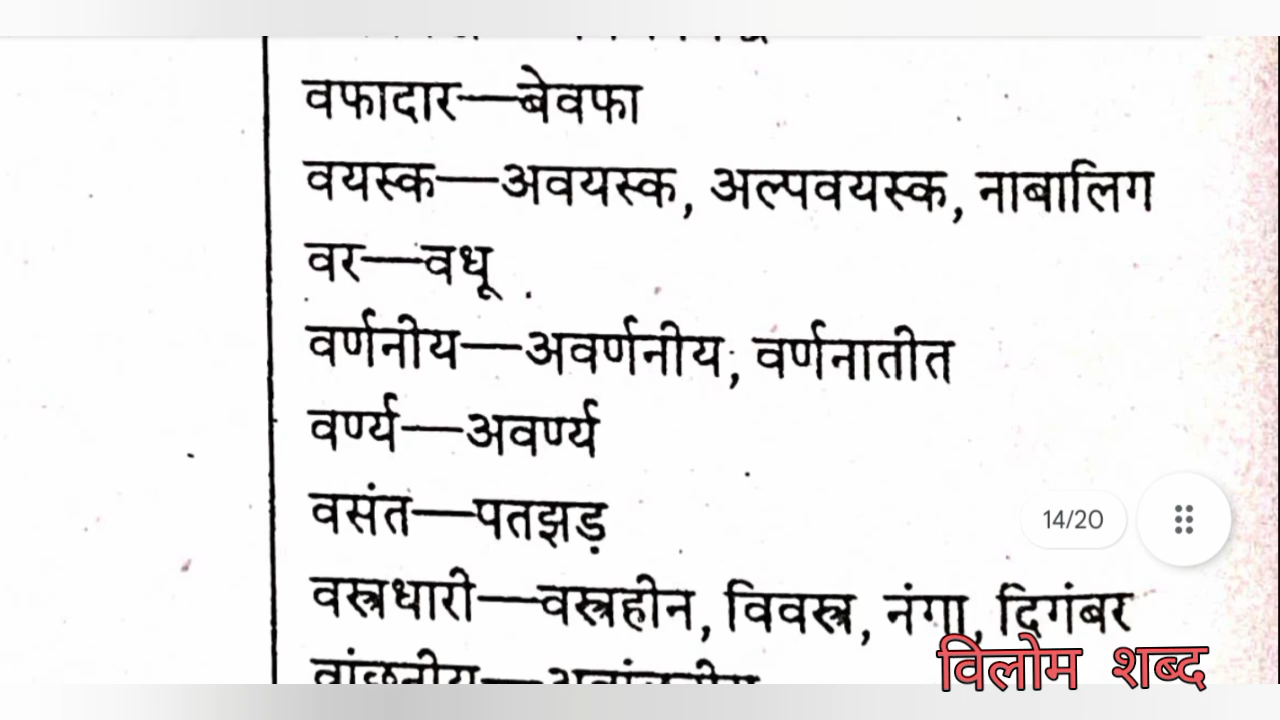 वफादार—बेवफा
वयस्क—अवयस्क, अल्पवयस्क, नाबालिग
वर—वधू
वर्णनीय—अवर्णनीय, वर्णनातीत
वर्ण्य—अवर्ण्य
वसंत—पतझड़
14/20
वस्त्रधारी—वस्त्रहीन, विवस्त्र, नंगा, दिगंबर
विलोम शब्द